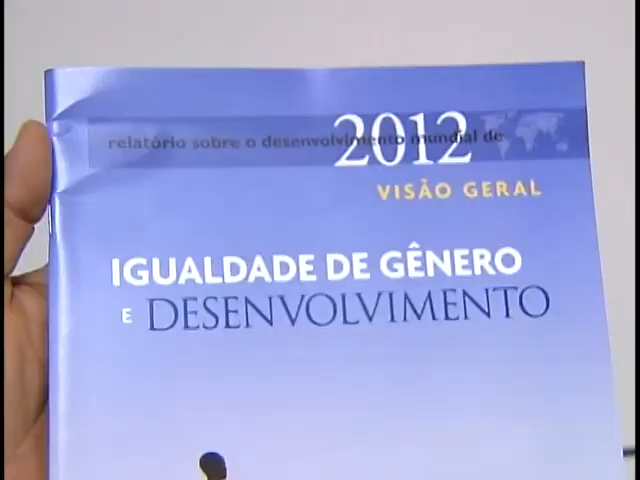 relatório sobre o desenvolvimento mundial de
2012
VISÃO GERAL
IGUALDADE DE GÊNERO
E DESENVOLVIMENTO